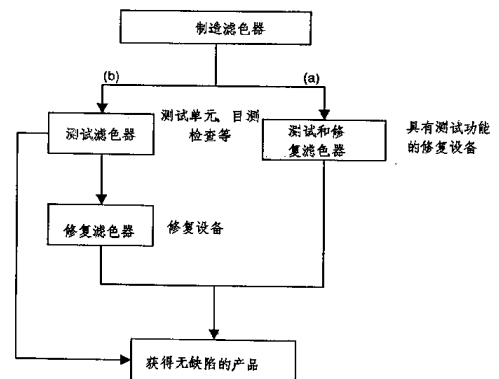 制造滤色器
(b)
(a)
测试单元、目测
检查等
测试滤色器
测试和修
复滤色器
具有测试功能
的修复设备
修复滤色器
修复设备
获得无缺陷的产品